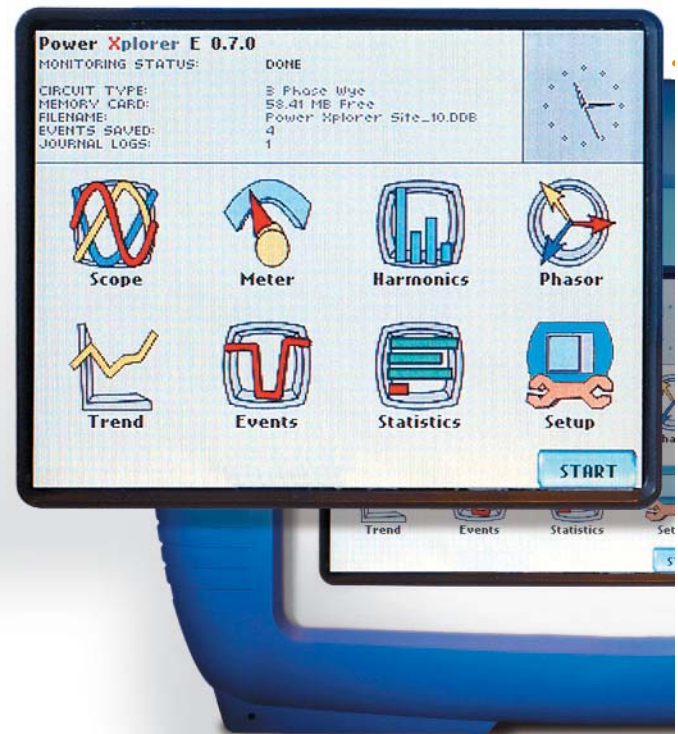 Power Xplorer E 0.7.0
MONITORING STATUS: DONE
CIRCUIT TYPE: 3 Phase Wye
MEMORY CARD: 58.41 MB Free
FILENAME: Power Xplorer Site_10.DDB
EVENTS SAVED: 4
JOURNAL LOGS: 1
Scope Meter Harmonics Phasor
Trend Events Statistics Setup
START
Trend Events Statistics